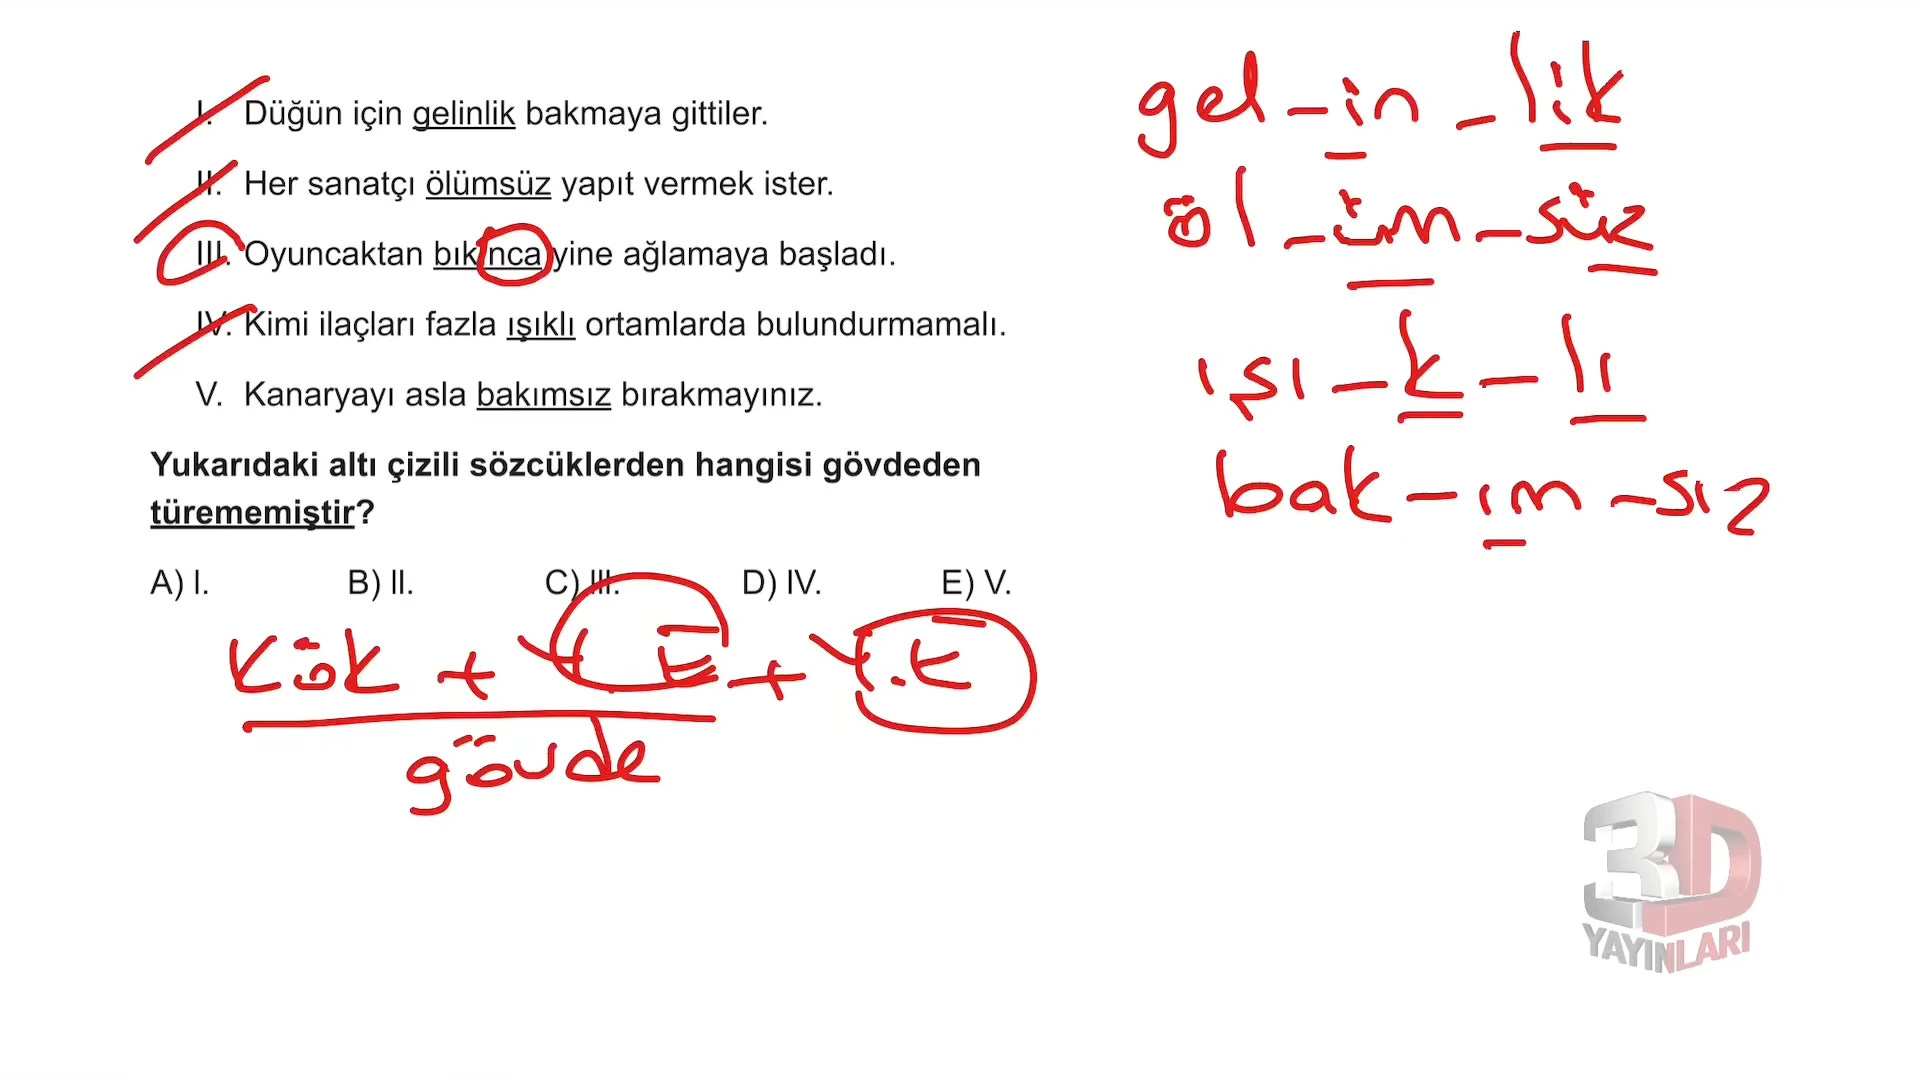 I. Düğün için gelinlik bakmaya gittiler.
II. Her sanatçı ölümsüz yapıt vermek ister.
III. Oyuncaktan bıkınca yine ağlamaya başladı.
IV. Kimi ilaçları fazla ışıklı ortamlarda bulundurmamalı.
V. Kanaryayı asla bakımsız bırakmayınız.
Yukarıdaki altı çizili sözcüklerden hangisi gövdeden
türememiştir?
A) I. B) II. C) III. D) IV. E) V.
kök + Y.E + Y.E
gövde
gel - in - lik
öl - üm - süz
ışı - k - lı
bak - ım - sız
3D
YAYINLARI